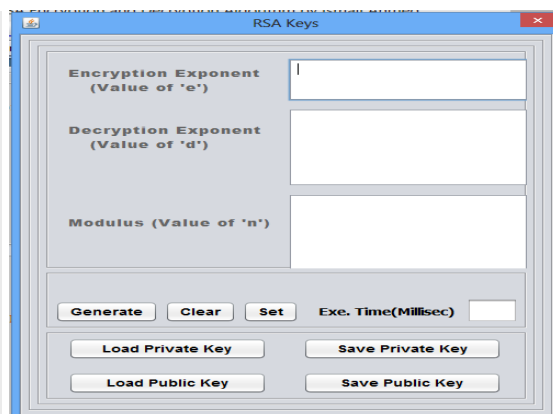 RSA Keys
Encryption Exponent
(Value of 'e')
Decryption Exponent
(Value of 'd')
Modulus (Value of 'n')
Generate Clear Set Exe. Time(Millisec)
Load Private Key Save Private Key
Load Public Key Save Public Key